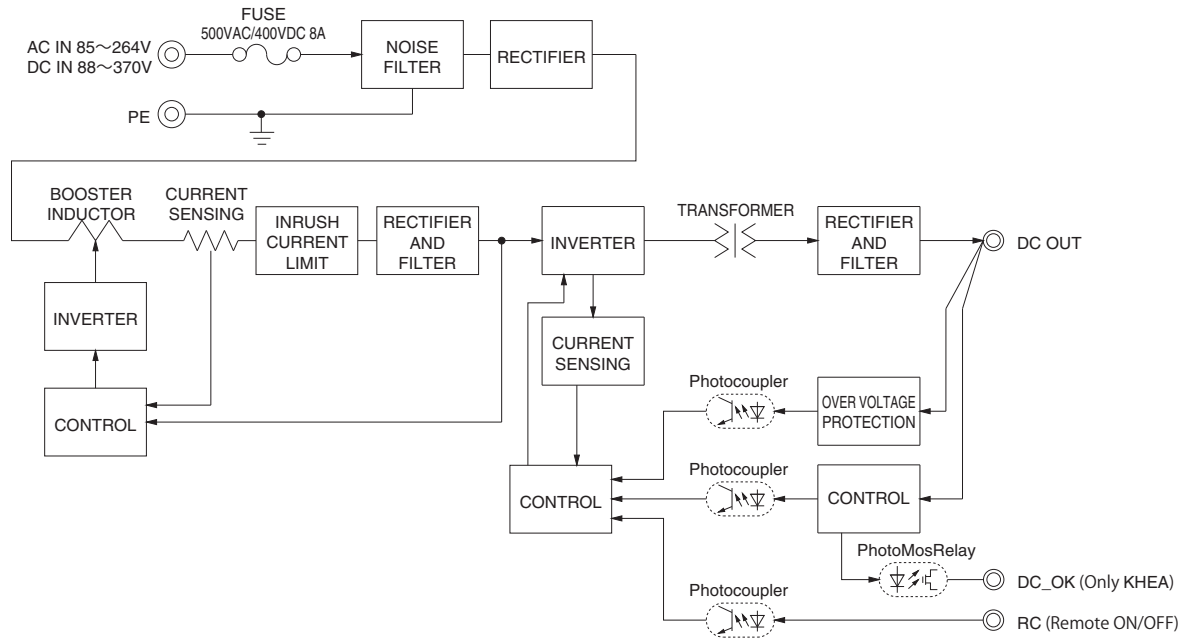 FUSE
500VAC/400VDC 8A
AC IN 85～264V
DC IN 88～370V
NOISE
FILTER
RECTIFIER
PE
BOOSTER
INDUCTOR
CURRENT
SENSING
INRUSH
CURRENT
LIMIT
RECTIFIER
AND
FILTER
INVERTER
TRANSFORMER
RECTIFIER
AND
FILTER
DC OUT
INVERTER
CURRENT
SENSING
CONTROL
Photocoupler
OVER VOLTAGE
PROTECTION
CONTROL
Photocoupler
CONTROL
PhotoMosRelay
DC_OK (Only KHEA)
Photocoupler
RC (Remote ON/OFF)